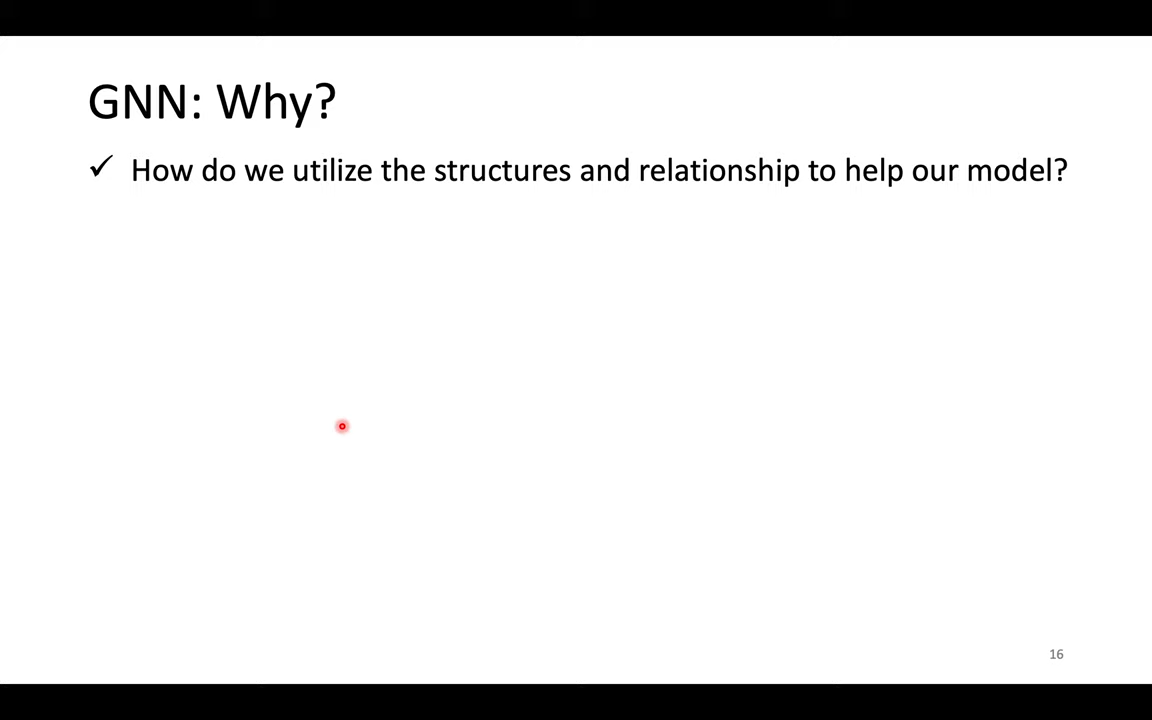 GNN: Why?
✓ How do we utilize the structures and relationship to help our model?
16